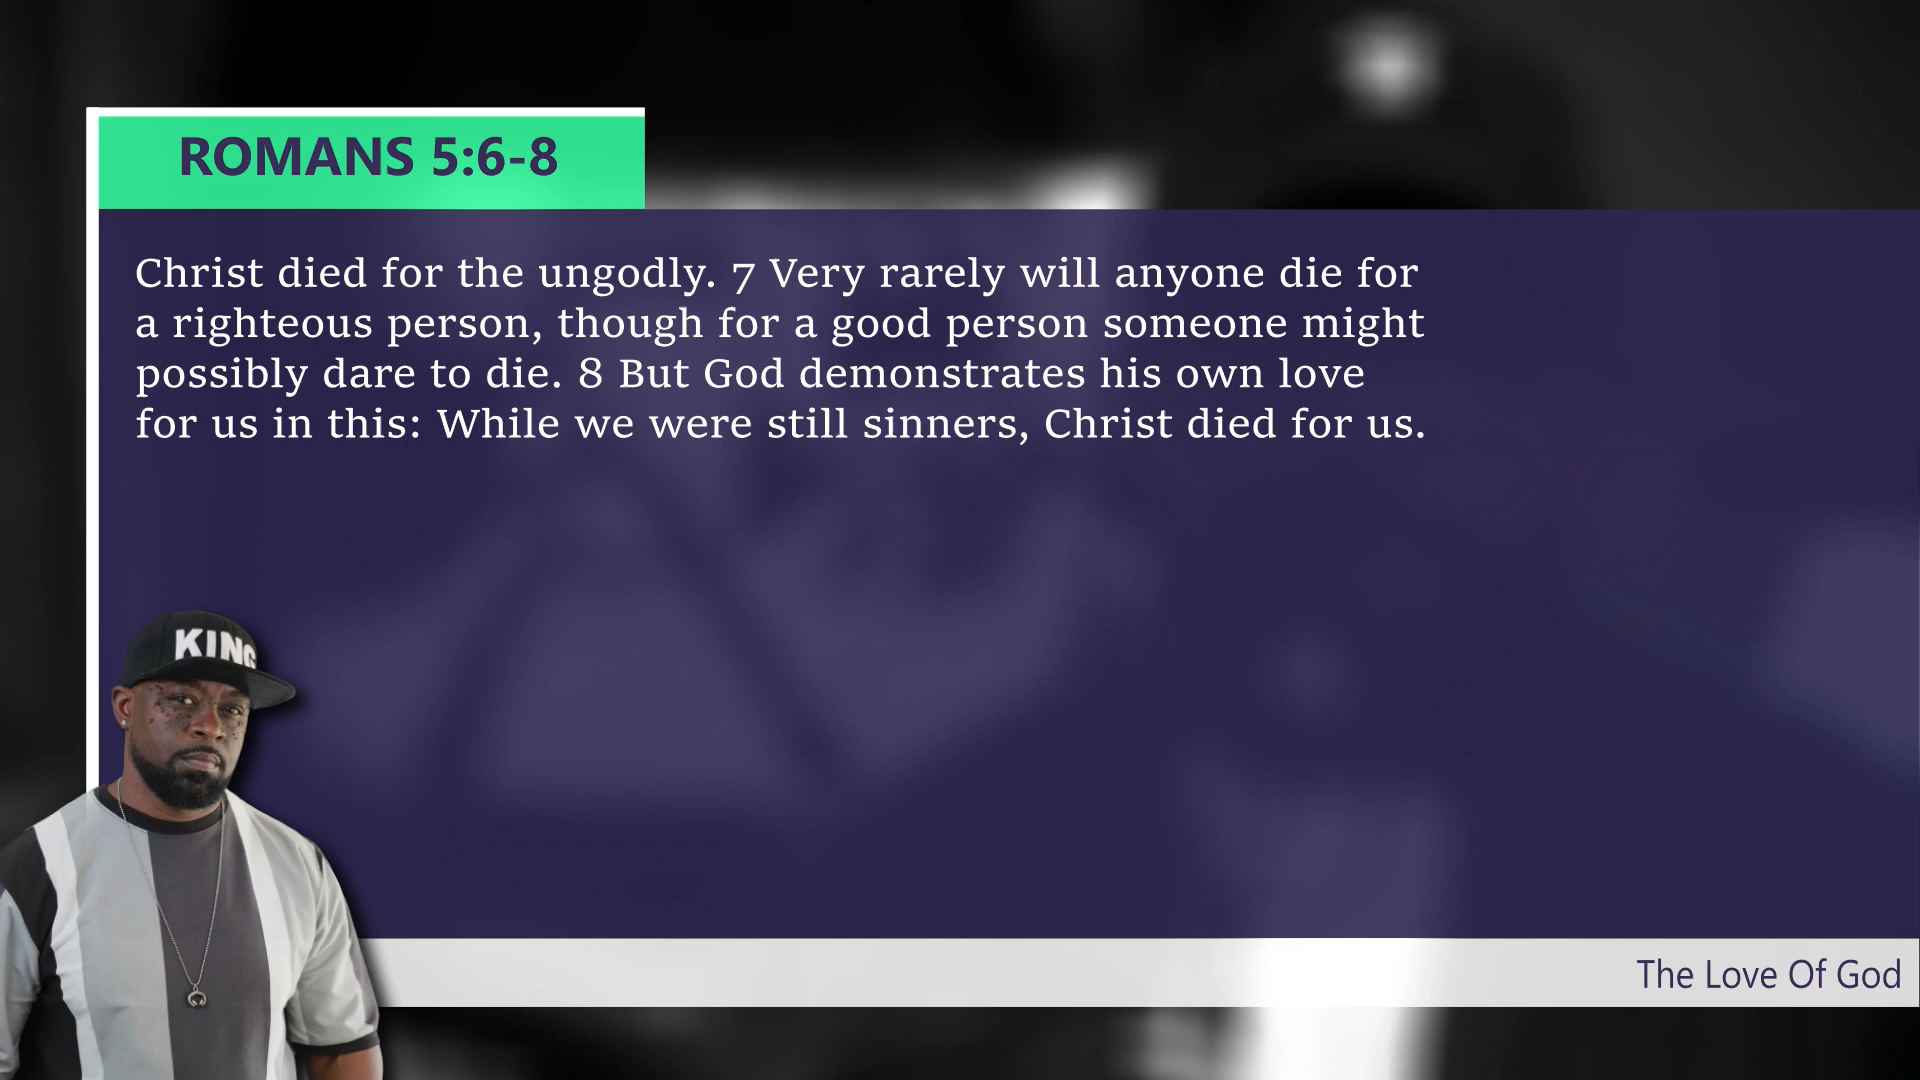 ROMANS 5:6-8
Christ died for the ungodly. 7 Very rarely will anyone die for
a righteous person, though for a good person someone might
possibly dare to die. 8 But God demonstrates his own love
for us in this: While we were still sinners, Christ died for us.
KING
The Love Of God